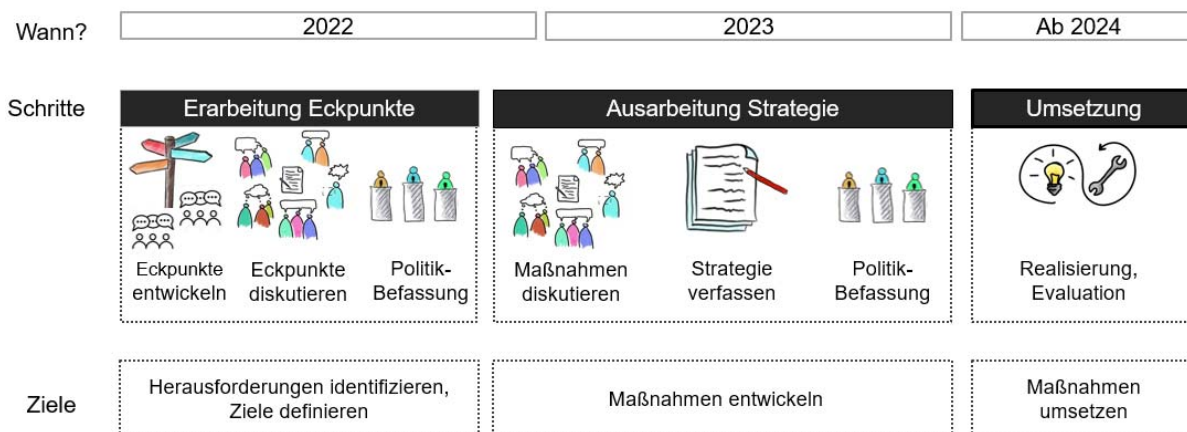 Wann?
2022
2023
Ab 2024
Schritte
Erarbeitung Eckpunkte
Ausarbeitung Strategie
Umsetzung
Eckpunkte
entwickeln
Eckpunkte
diskutieren
Politik-
Befassung
Maßnahmen
diskutieren
Strategie
verfassen
Politik-
Befassung
Realisierung,
Evaluation
Ziele
Herausforderungen identifizieren,
Ziele definieren
Maßnahmen entwickeln
Maßnahmen
umsetzen